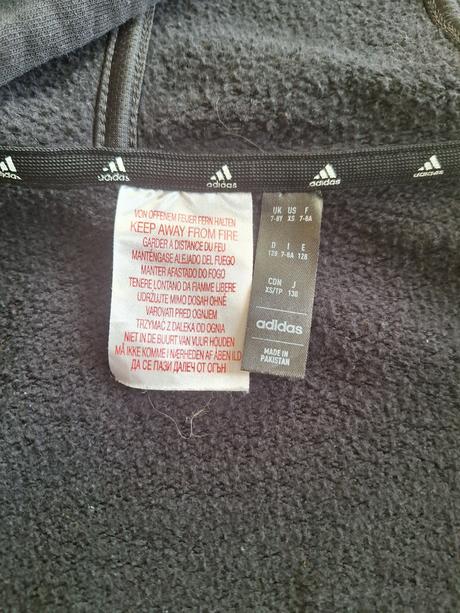 adidas
adidas
adidas
adidas
VON OFFENEM FEUER FERN HALTEN
KEEP AWAY FROM FIRE
GARDER À DISTANCE DU FEU
MANTÉNGASE ALEJADO DEL FUEGO
MANTER AFASTADO DO FOGO
TENERE LONTANO DA FIAMME LIBERE
UDRŽUJTE MIMO DOSAH OHNĚ
VAROVATI PRED OGNJEM
TRZYMAĆ Z DALEKA OD OGNIA
NIET IN DE BUURT VAN VUUR HOUDEN
MÅ IKKE KOMME I NÆRHEDEN AF ÅBEN ILD
ДА СЕ ПАЗИ ДАЛЕЧ ОТ ОГЪН
UK US F
7-8Y XS 7-8A
D I E
128 7-8A 128
CDN J
XS/TP 130
adidas
MADE IN
PAKISTAN